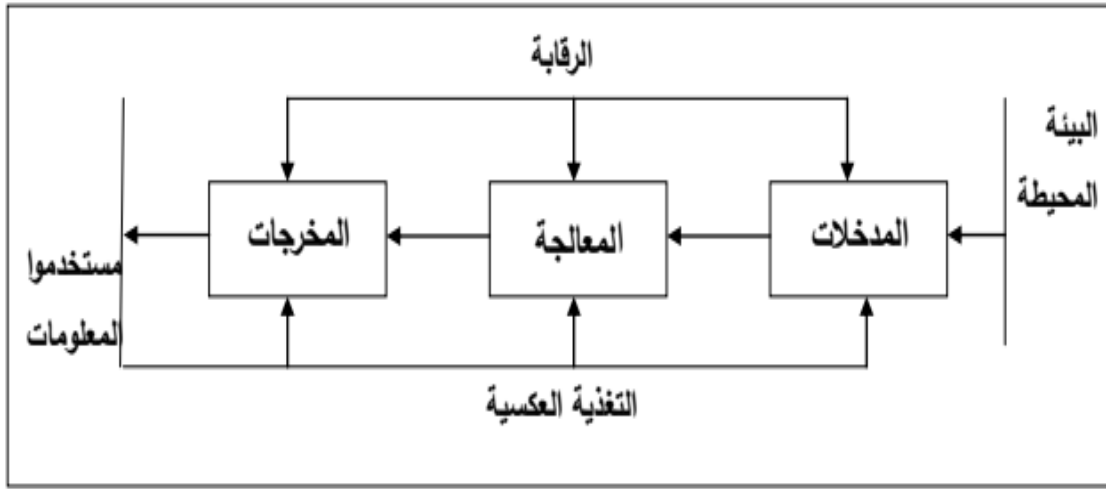 الرقابة
البيئة
المحيطة
المدخلات
المعالجة
المخرجات
مستخدموا
المعلومات
التغذية العكسية